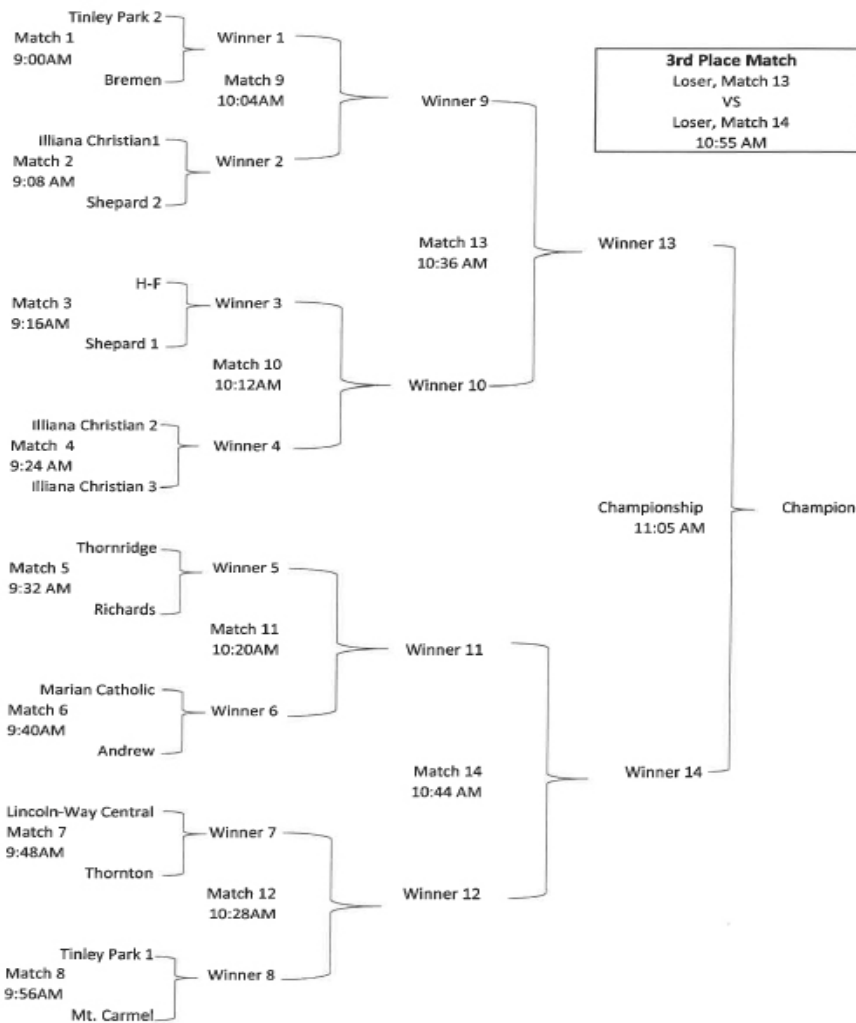 Tinley Park 2
Match 1
9:00AM
Bremen
Winner 1
Match 9
10:04AM
Illiana Christian1
Match 2
9:08 AM
Shepard 2
Winner 2
Winner 9
3rd Place Match
Loser, Match 13
VS
Loser, Match 14
10:55 AM
H-F
Match 3
9:16AM
Shepard 1
Winner 3
Match 10
10:12AM
Illiana Christian 2
Match 4
9:24 AM
Illiana Christian 3
Winner 4
Winner 10
Match 13
10:36 AM
Winner 13
Thornridge
Match 5
9:32 AM
Richards
Winner 5
Match 11
10:20AM
Marian Catholic
Match 6
9:40AM
Andrew
Winner 6
Winner 11
Lincoln-Way Central
Match 7
9:48AM
Thornton
Winner 7
Match 12
10:28AM
Tinley Park 1
Match 8
9:56AM
Mt. Carmel
Winner 8
Winner 12
Match 14
10:44 AM
Winner 14
Championship
11:05 AM
Champion